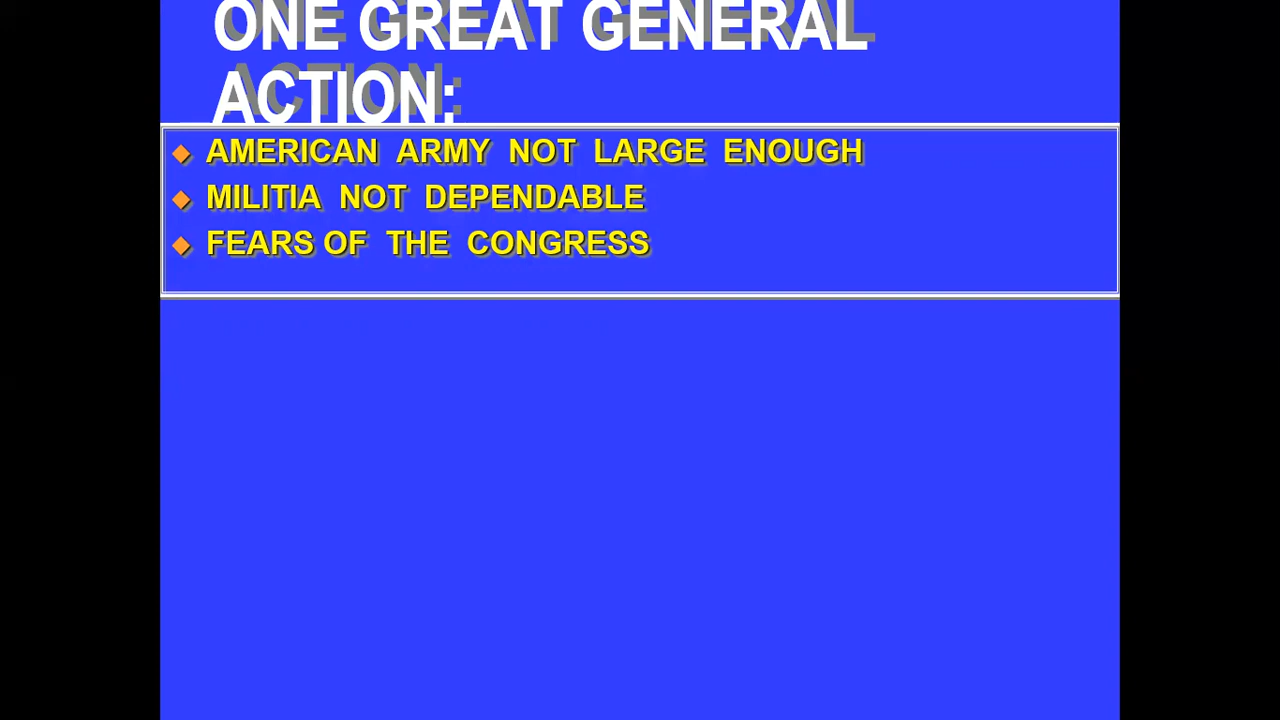 ONE GREAT GENERAL
ACTION:
AMERICAN ARMY NOT LARGE ENOUGH
MILITIA NOT DEPENDABLE
FEARS OF THE CONGRESS